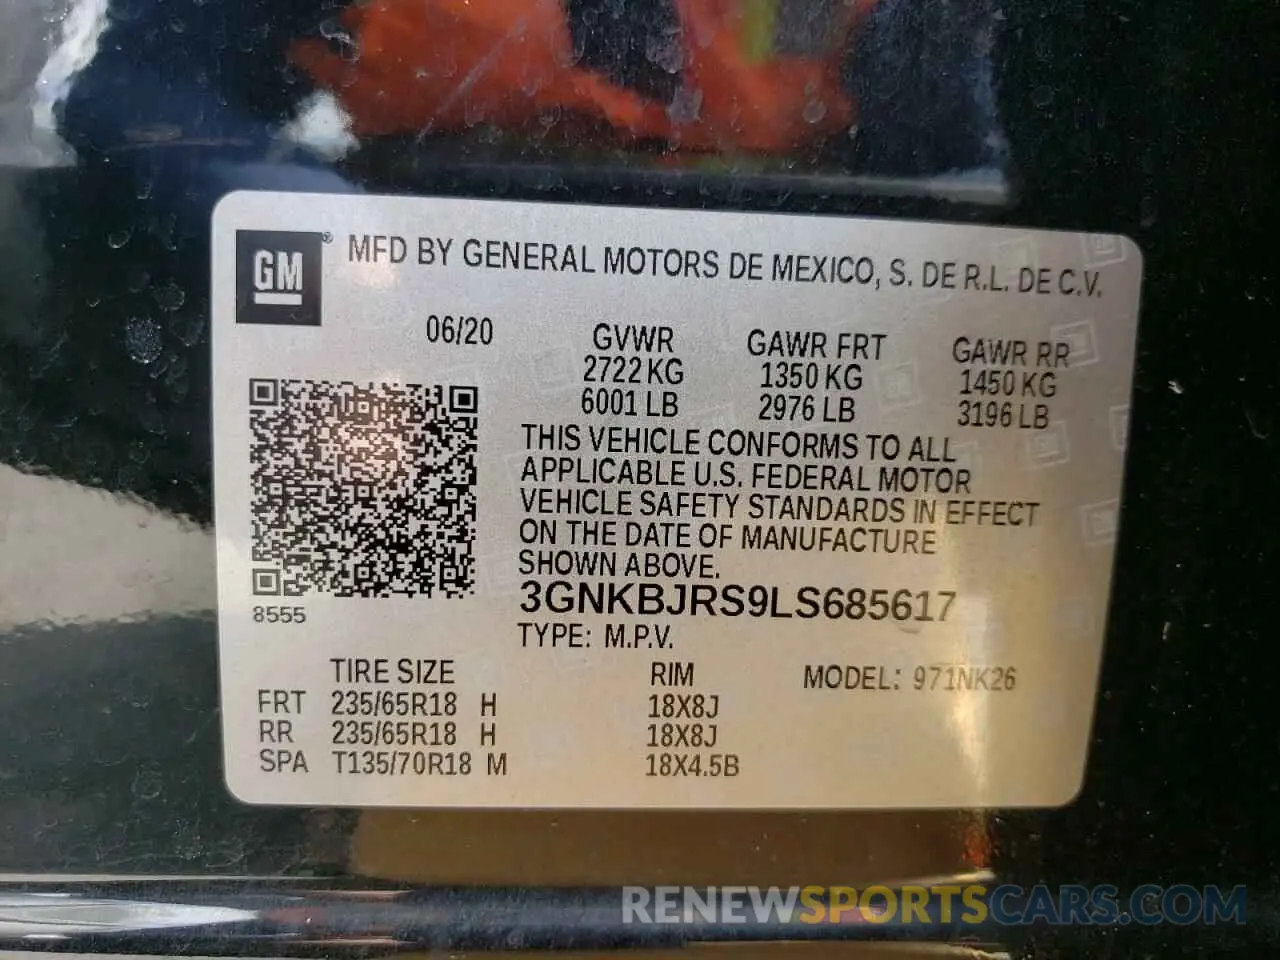 GM ® MFD BY GENERAL MOTORS DE MEXICO, S. DE R.L. DE C.V.
06/20 GVWR GAWR FRT GAWR RR
2722 KG 1350 KG 1450 KG
6001 LB 2976 LB 3196 LB
THIS VEHICLE CONFORMS TO ALL
APPLICABLE U.S. FEDERAL MOTOR
VEHICLE SAFETY STANDARDS IN EFFECT
ON THE DATE OF MANUFACTURE
SHOWN ABOVE.
8555 3GNKBJRS9LS685617
TYPE: M.P.V.
TIRE SIZE RIM MODEL: 971NK26
FRT 235/65R18 H 18X8J
RR 235/65R18 H 18X8J
SPA T135/70R18 M 18X4.5B
RENEWSPORTSCARS.COM